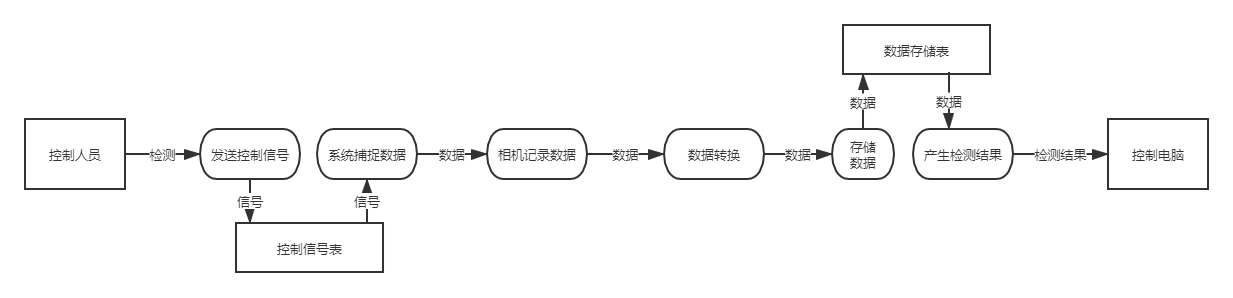 数据存储表
数据
数据
控制人员
检测
发送控制信号
系统捕捉数据
数据
相机记录数据
数据
数据转换
数据
存储
数据
产生检测结果
检测结果
控制电脑
信号
信号
控制信号表